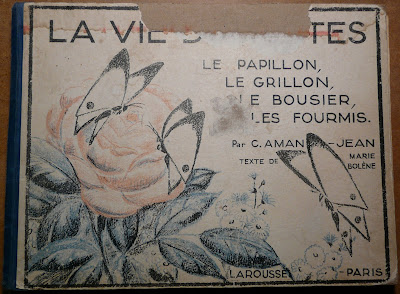 LA VIE TES
LE PAPILLON,
LE GRILLON,
LE BOUSIER,
LES FOURMIS.
Par C. AMAN-JEAN
TEXTE DE MARIE BOLÈNE
LAROUSSE - PARIS